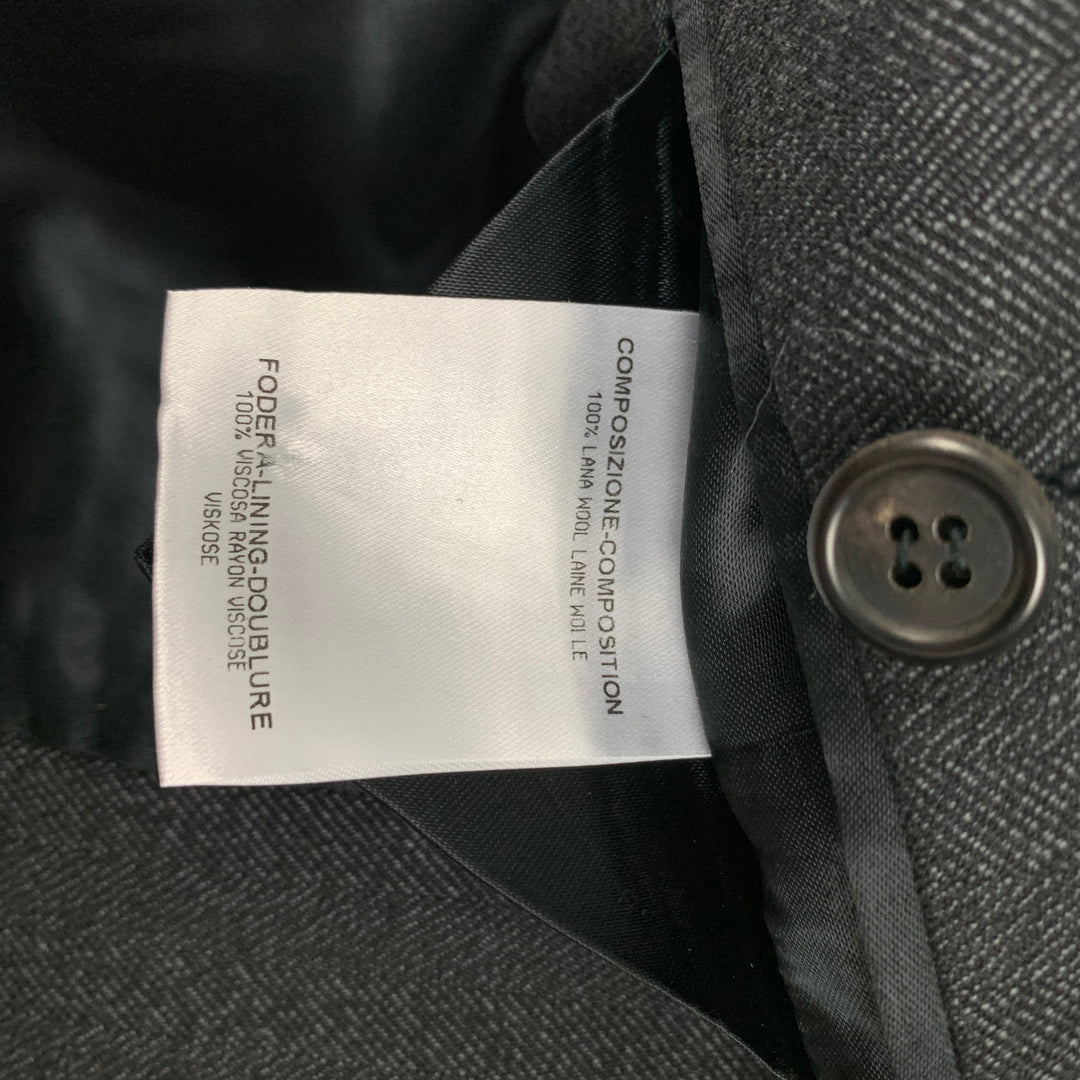 COMPOSIZIONE-COMPOSITION
100% LANA WOOL LAINE WOLLE
FODERA-LINING-DOUBLURE
100% VISCOSA RAYON VISCOSE
VISKOSE